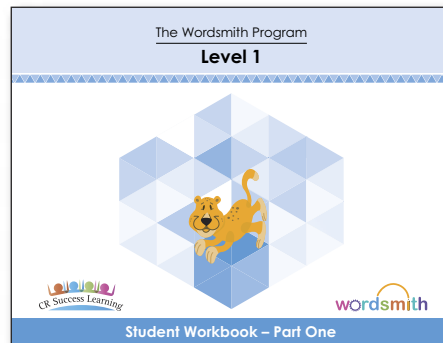 The Wordsmith Program
Level 1
CR Success Learning
wordsmith
Student Workbook – Part One